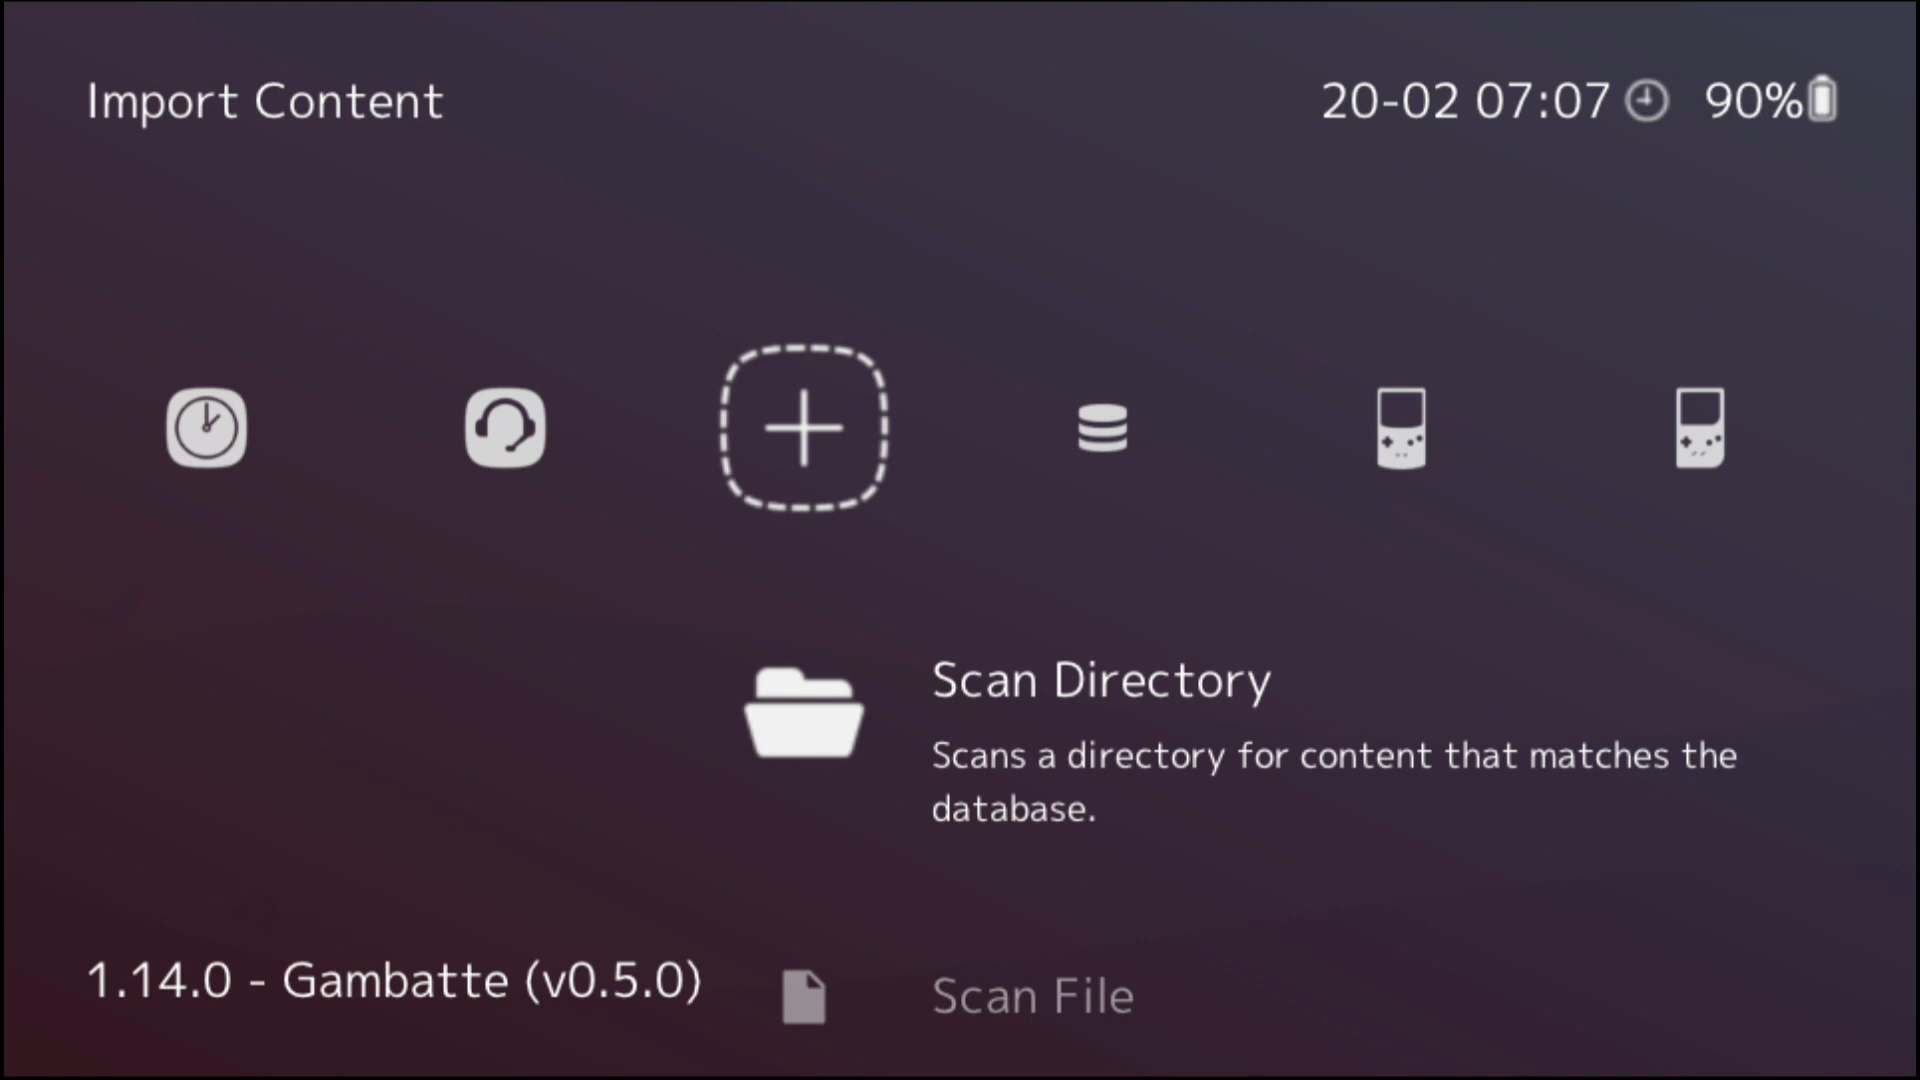 Import Content
20-02 07:07 90%
Scan Directory
Scans a directory for content that matches the
database.
1.14.0 - Gambatte (v0.5.0)
Scan File